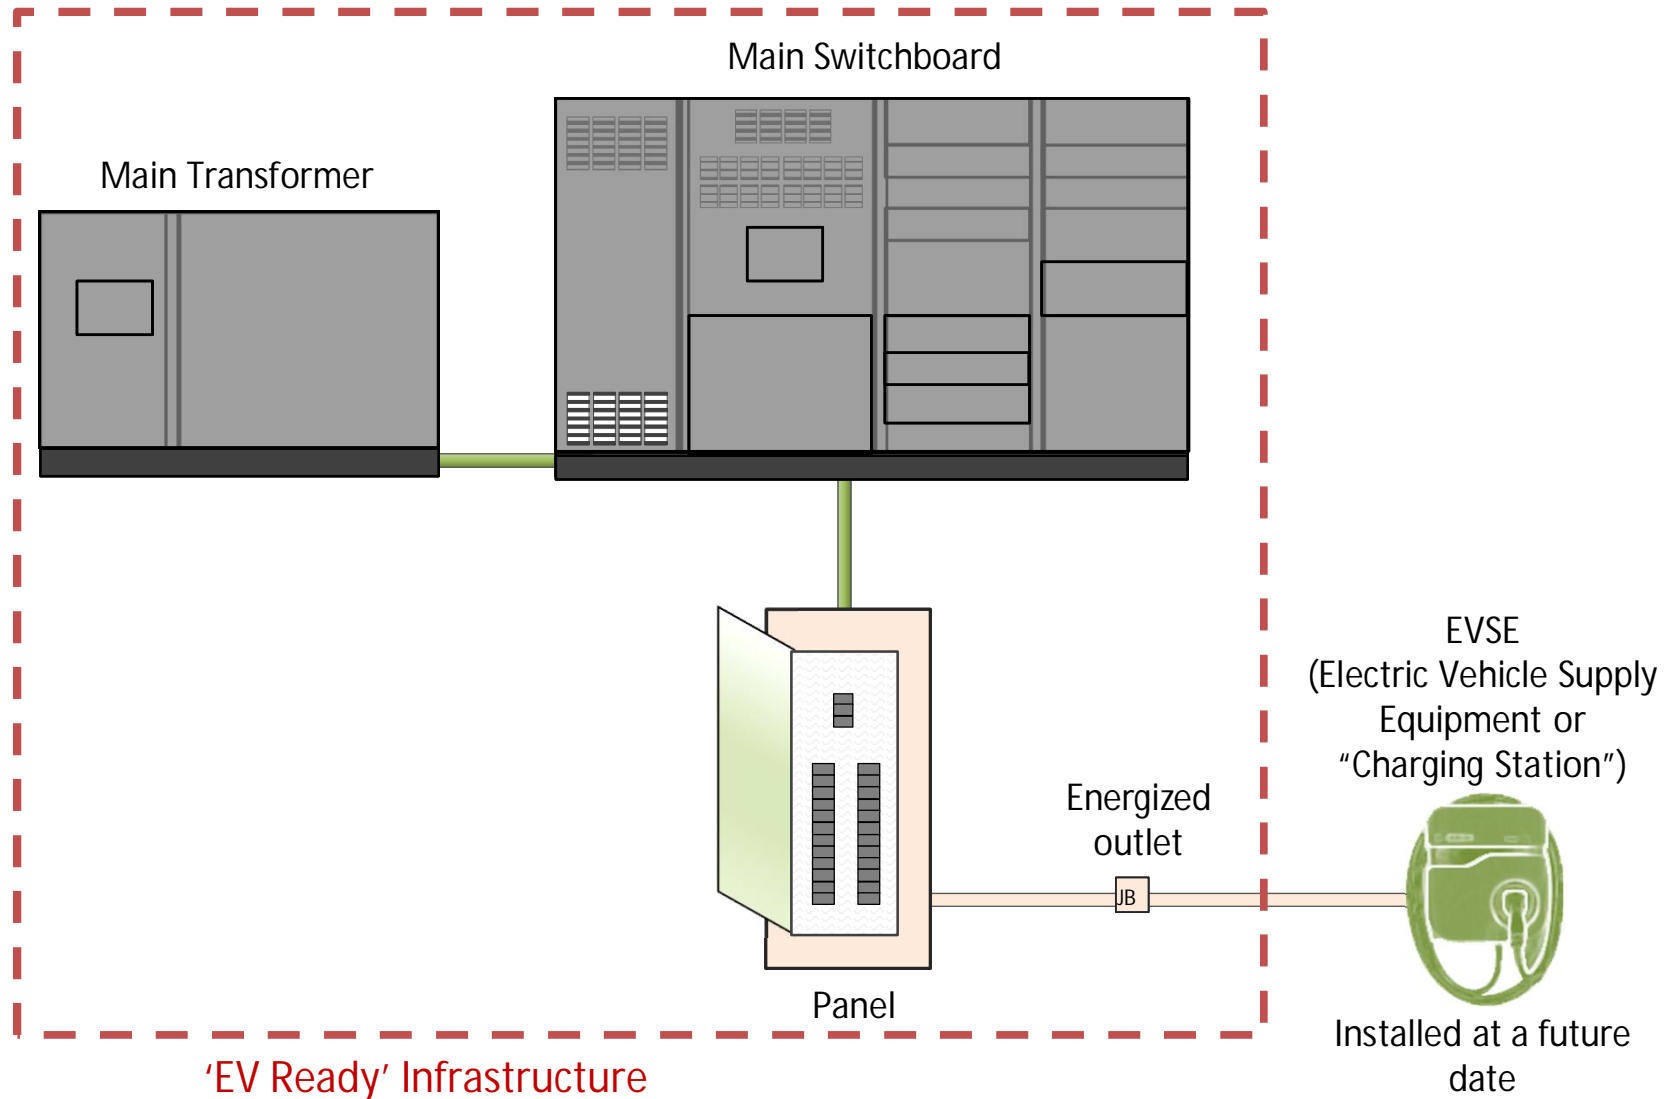 Main Switchboard
Main Transformer
EVSE
(Electric Vehicle Supply
Equipment or
“Charging Station”)
Energized
outlet
JB
Panel
Installed at a future
date
‘EV Ready’ Infrastructure